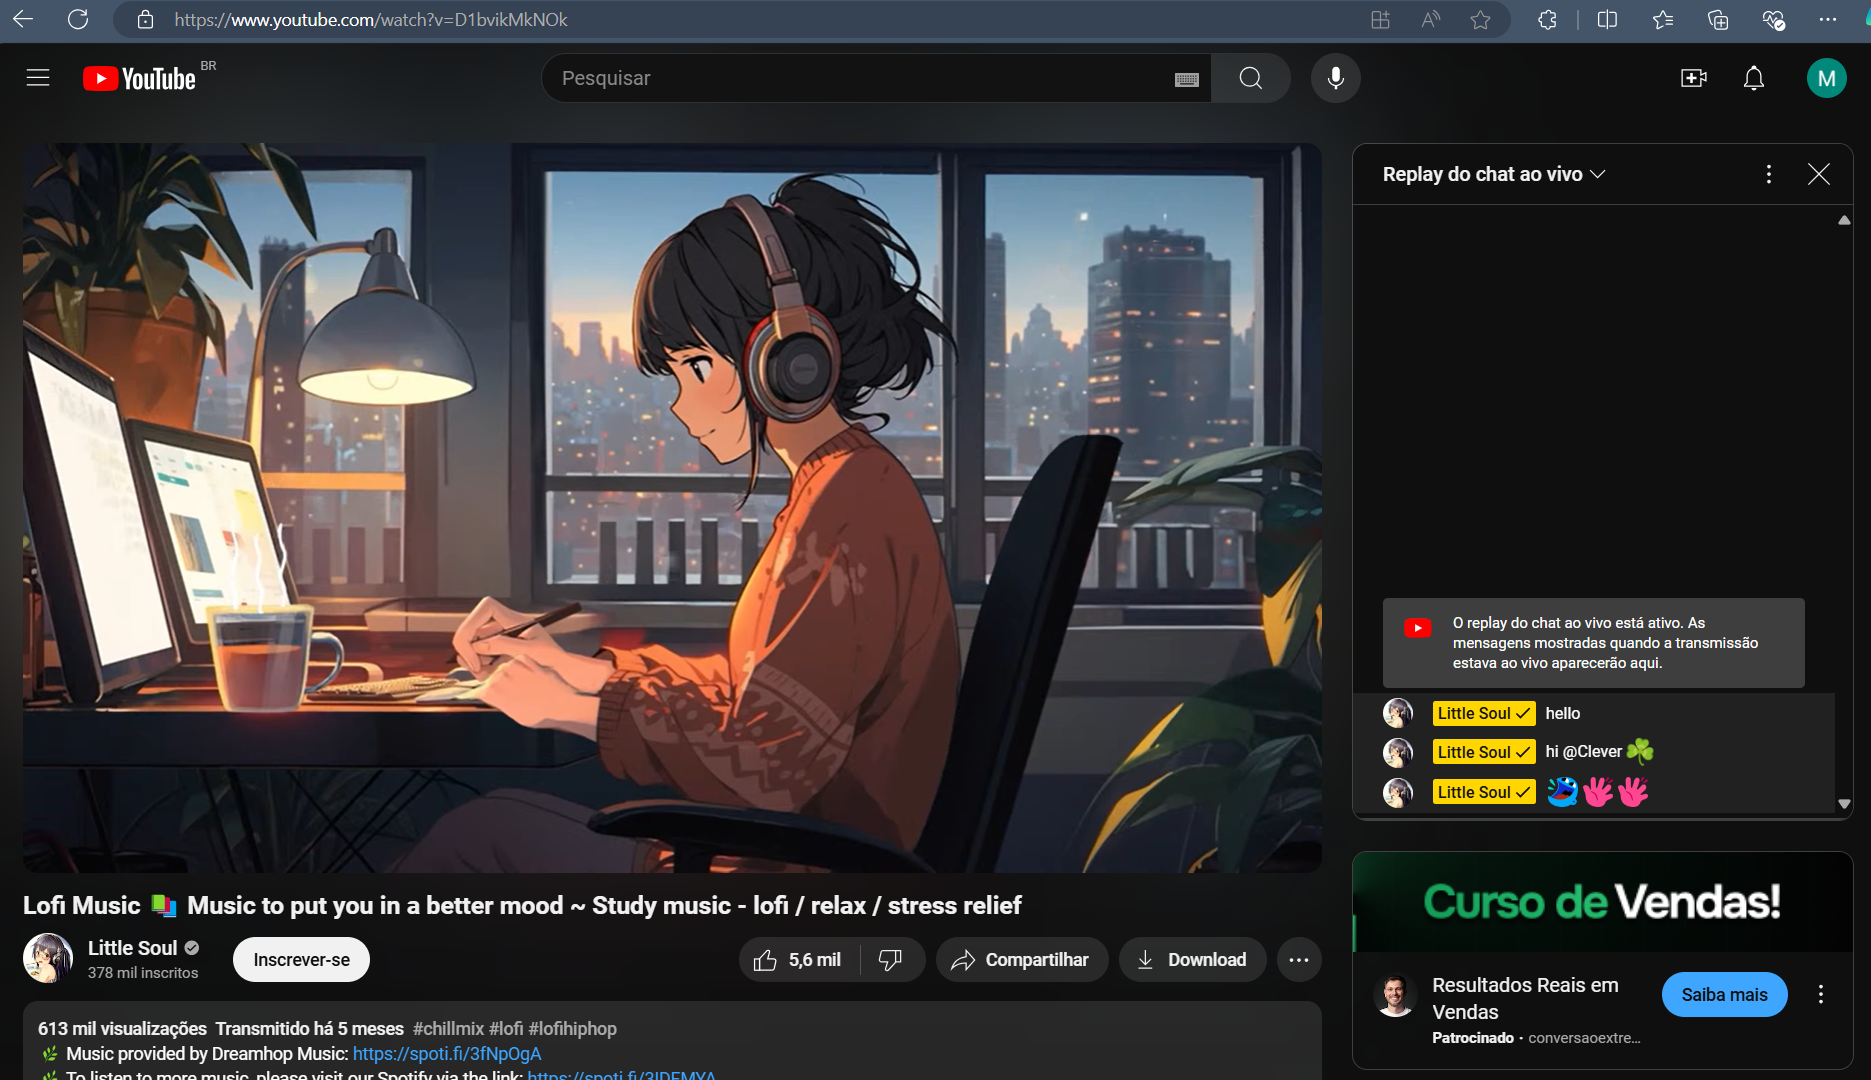 https://www.youtube.com/watch?v=D1bvikMkNOk
YouTube BR
Pesquisar
M
Replay do chat ao vivo
O replay do chat ao vivo está ativo. As
mensagens mostradas quando a transmissão
estava ao vivo aparecerão aqui.
Little Soul ✓ hello
Little Soul ✓ hi @Clever ☘️
Little Soul ✓
Lofi Music 📚 Music to put you in a better mood ~ Study music - lofi / relax / stress relief
Little Soul
378 mil inscritos
Inscrever-se
5,6 mil
Compartilhar
Download
613 mil visualizações Transmitido há 5 meses #chillmix #lofi #lofihiphop
🌿 Music provided by Dreamhop Music: https://spoti.fi/3fNpOgA
🌿 To listen to more music, please visit our Spotify via the link: https://spoti.fi/3IDFMYA
Curso de Vendas!
Resultados Reais em
Vendas
Patrocinado · conversaoextre...
Saiba mais